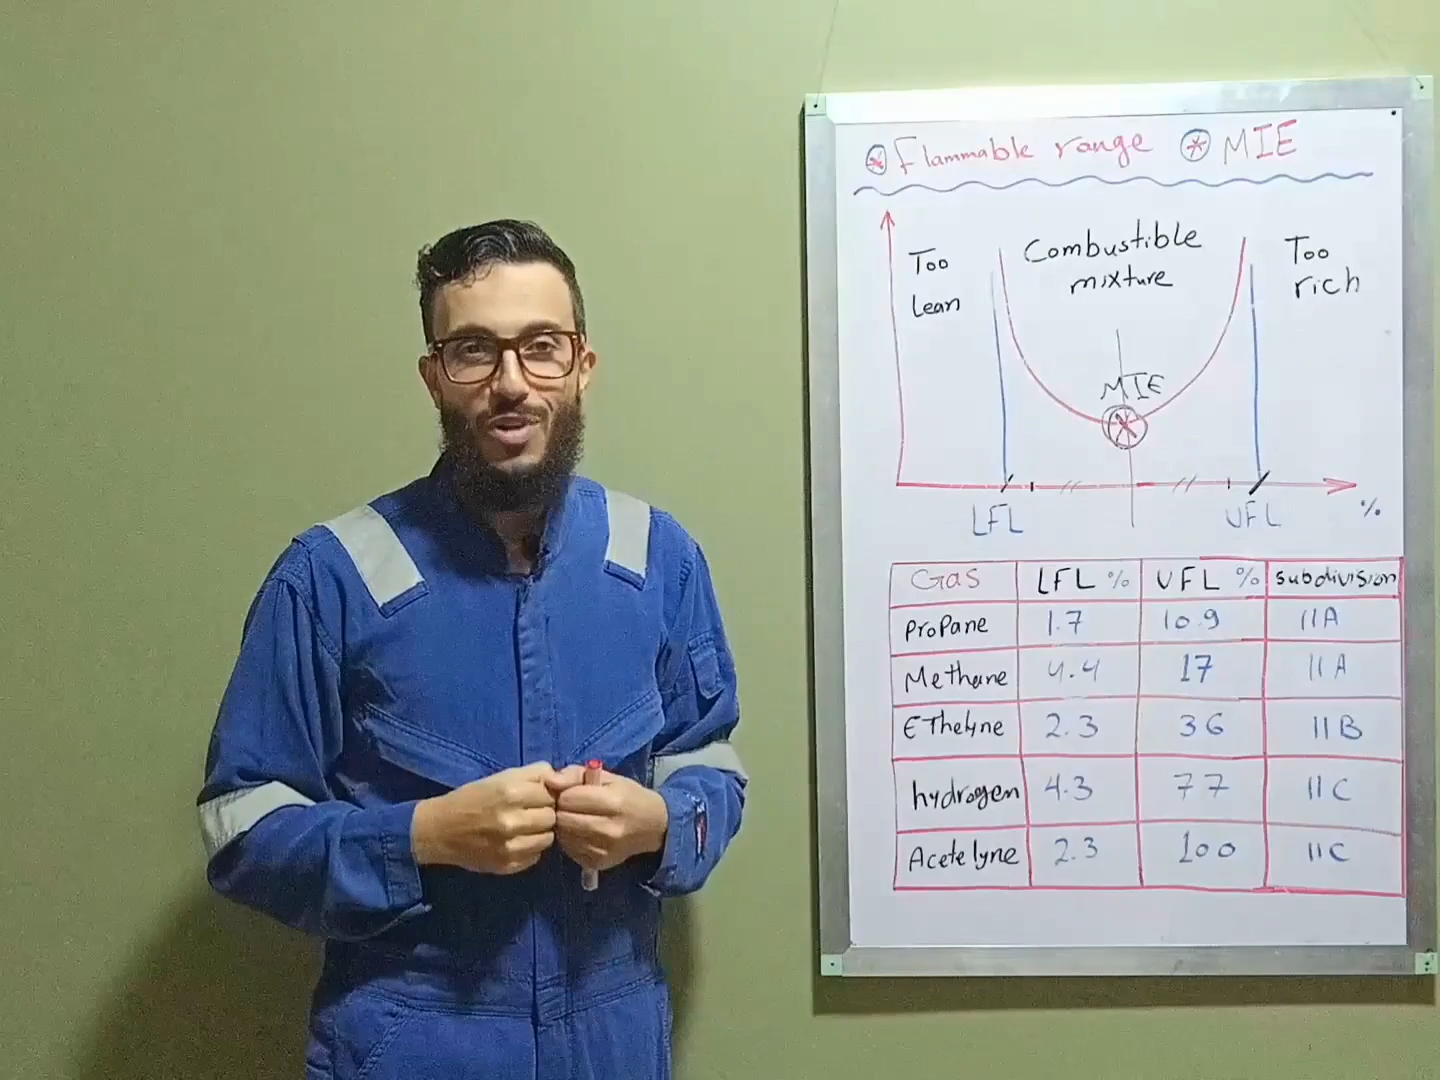 Flammable range MIE
Too
lean
Combustible
mixture
Too
rich
MIE
LFL
UFL
%
Gas LFL % UFL % subdivision
Propane 1.7 10.9 IIA
Methane 4.4 17 IIA
EThelyne 2.3 36 IIB
hydrogen 4.3 77 IIC
Acetelyne 2.3 100 IIC